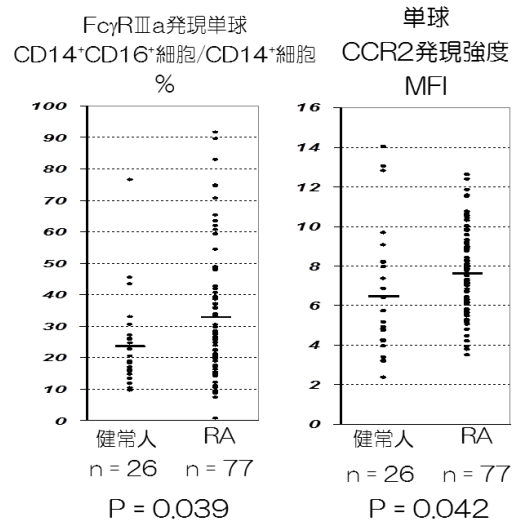 FcγRⅢa発現単球
CD14⁺CD16⁺細胞/CD14⁺細胞
%
100
90
80
70
60
50
40
30
20
10
0
健常人 RA
n = 26 n = 77
P = 0.039
単球
CCR2発現強度
MFI
16
14
12
10
8
6
4
2
0
健常人 RA
n = 26 n = 77
P = 0.042